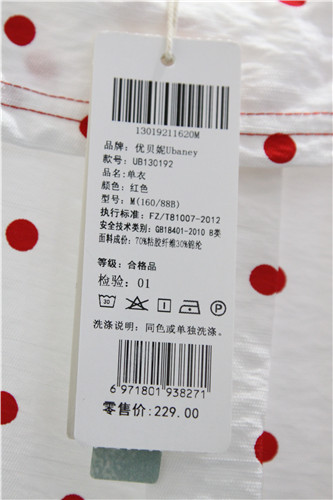 13019211620M
品牌: 优贝妮Ubaney
款号: UB130192
品名: 单衣
颜色: 红色
型号: M(160/88B)
执行标准: FZ/T81007-2012
安全技术类别: GB18401-2010 B类
面料成份: 70%粘胶纤维30%锦纶
等级: 合格品
检验: 01
30
P
洗涤说明: 同色或单独洗涤。
6 971801 938271
零售价: 229.00